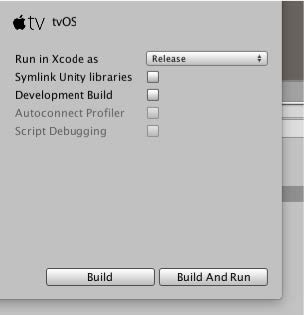 tv tvOS
Run in Xcode as Release
Symlink Unity libraries
Development Build
Autoconnect Profiler
Script Debugging
Build Build And Run